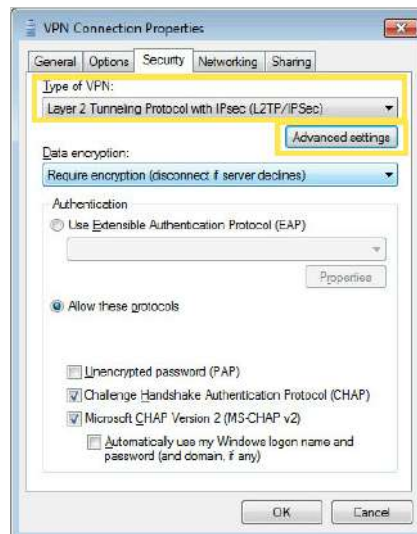 VPN Connection Properties
General Options Security Networking Sharing
Type of VPN:
Layer 2 Tunneling Protocol with IPsec (L2TP/IPSec)
Advanced settings
Data encryption:
Require encryption (disconnect if server declines)
Authentication
Use Extensible Authentication Protocol (EAP)
Properties
Allow these protocols
Unencrypted password (PAP)
Challenge Handshake Authentication Protocol (CHAP)
Microsoft CHAP Version 2 (MS-CHAP v2)
Automatically use my Windows logon name and
password (and domain, if any)
OK Cancel